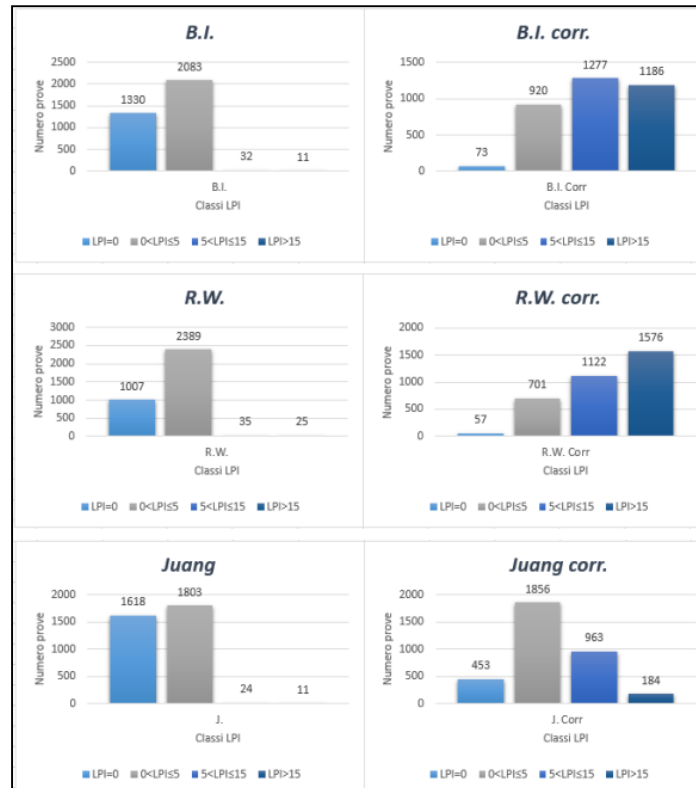 B.I.
2500
2000
1500
1000
500
0
Numero prove
1330
2083
32
11
B.I.
Classi LPI
LPI=0 0<LPI≤5 5<LPI≤15 LPI>15
B.I. corr.
1500
1000
500
0
Numero prove
73
920
1277
1186
B.I. Corr
Classi LPI
LPI=0 0<LPI≤5 5<LPI≤15 LPI>15
R.W.
3000
2500
2000
1500
1000
500
0
Numero prove
1007
2389
35
25
R.W.
Classi LPI
LPI=0 0<LPI≤5 5<LPI≤15 LPI>15
R.W. corr.
2000
1500
1000
500
0
Numero prove
57
701
1122
1576
R.W. Corr
Classi LPI
LPI=0 0<LPI≤5 5<LPI≤15 LPI>15
Juang
2000
1500
1000
500
0
Numero prove
1618
1803
24
11
J.
Classi LPI
LPI=0 0<LPI≤5 5<LPI≤15 LPI>15
Juang corr.
2000
1500
1000
500
0
Numero prove
453
1856
963
184
J. Corr
Classi LPI
LPI=0 0<LPI≤5 5<LPI≤15 LPI>15